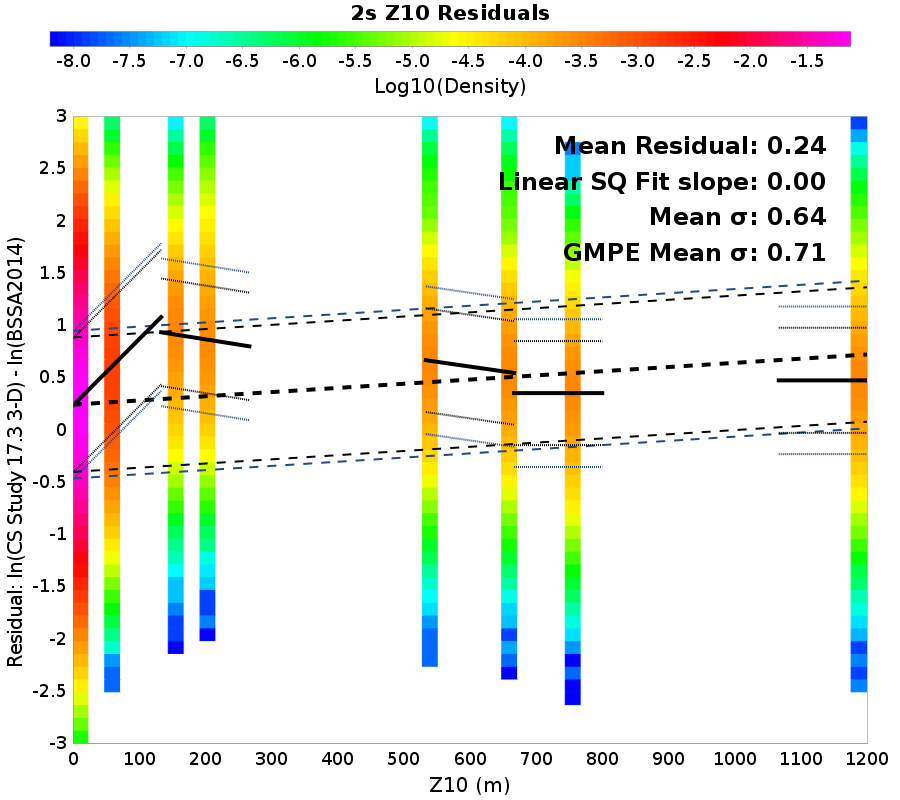 2s Z10 Residuals
-8.0 -7.5 -7.0 -6.5 -6.0 -5.5 -5.0 -4.5 -4.0 -3.5 -3.0 -2.5 -2.0 -1.5
Log10(Density)
Mean Residual: 0.24
Linear SQ Fit slope: 0.00
Mean σ: 0.64
GMPE Mean σ: 0.71
Residual: ln(CS Study 17.3 3-D) - ln(BSSA2014)
3
2.5
2
1.5
1
0.5
0
-0.5
-1
-1.5
-2
-2.5
-3
0 100 200 300 400 500 600 700 800 900 1000 1100 1200
Z10 (m)